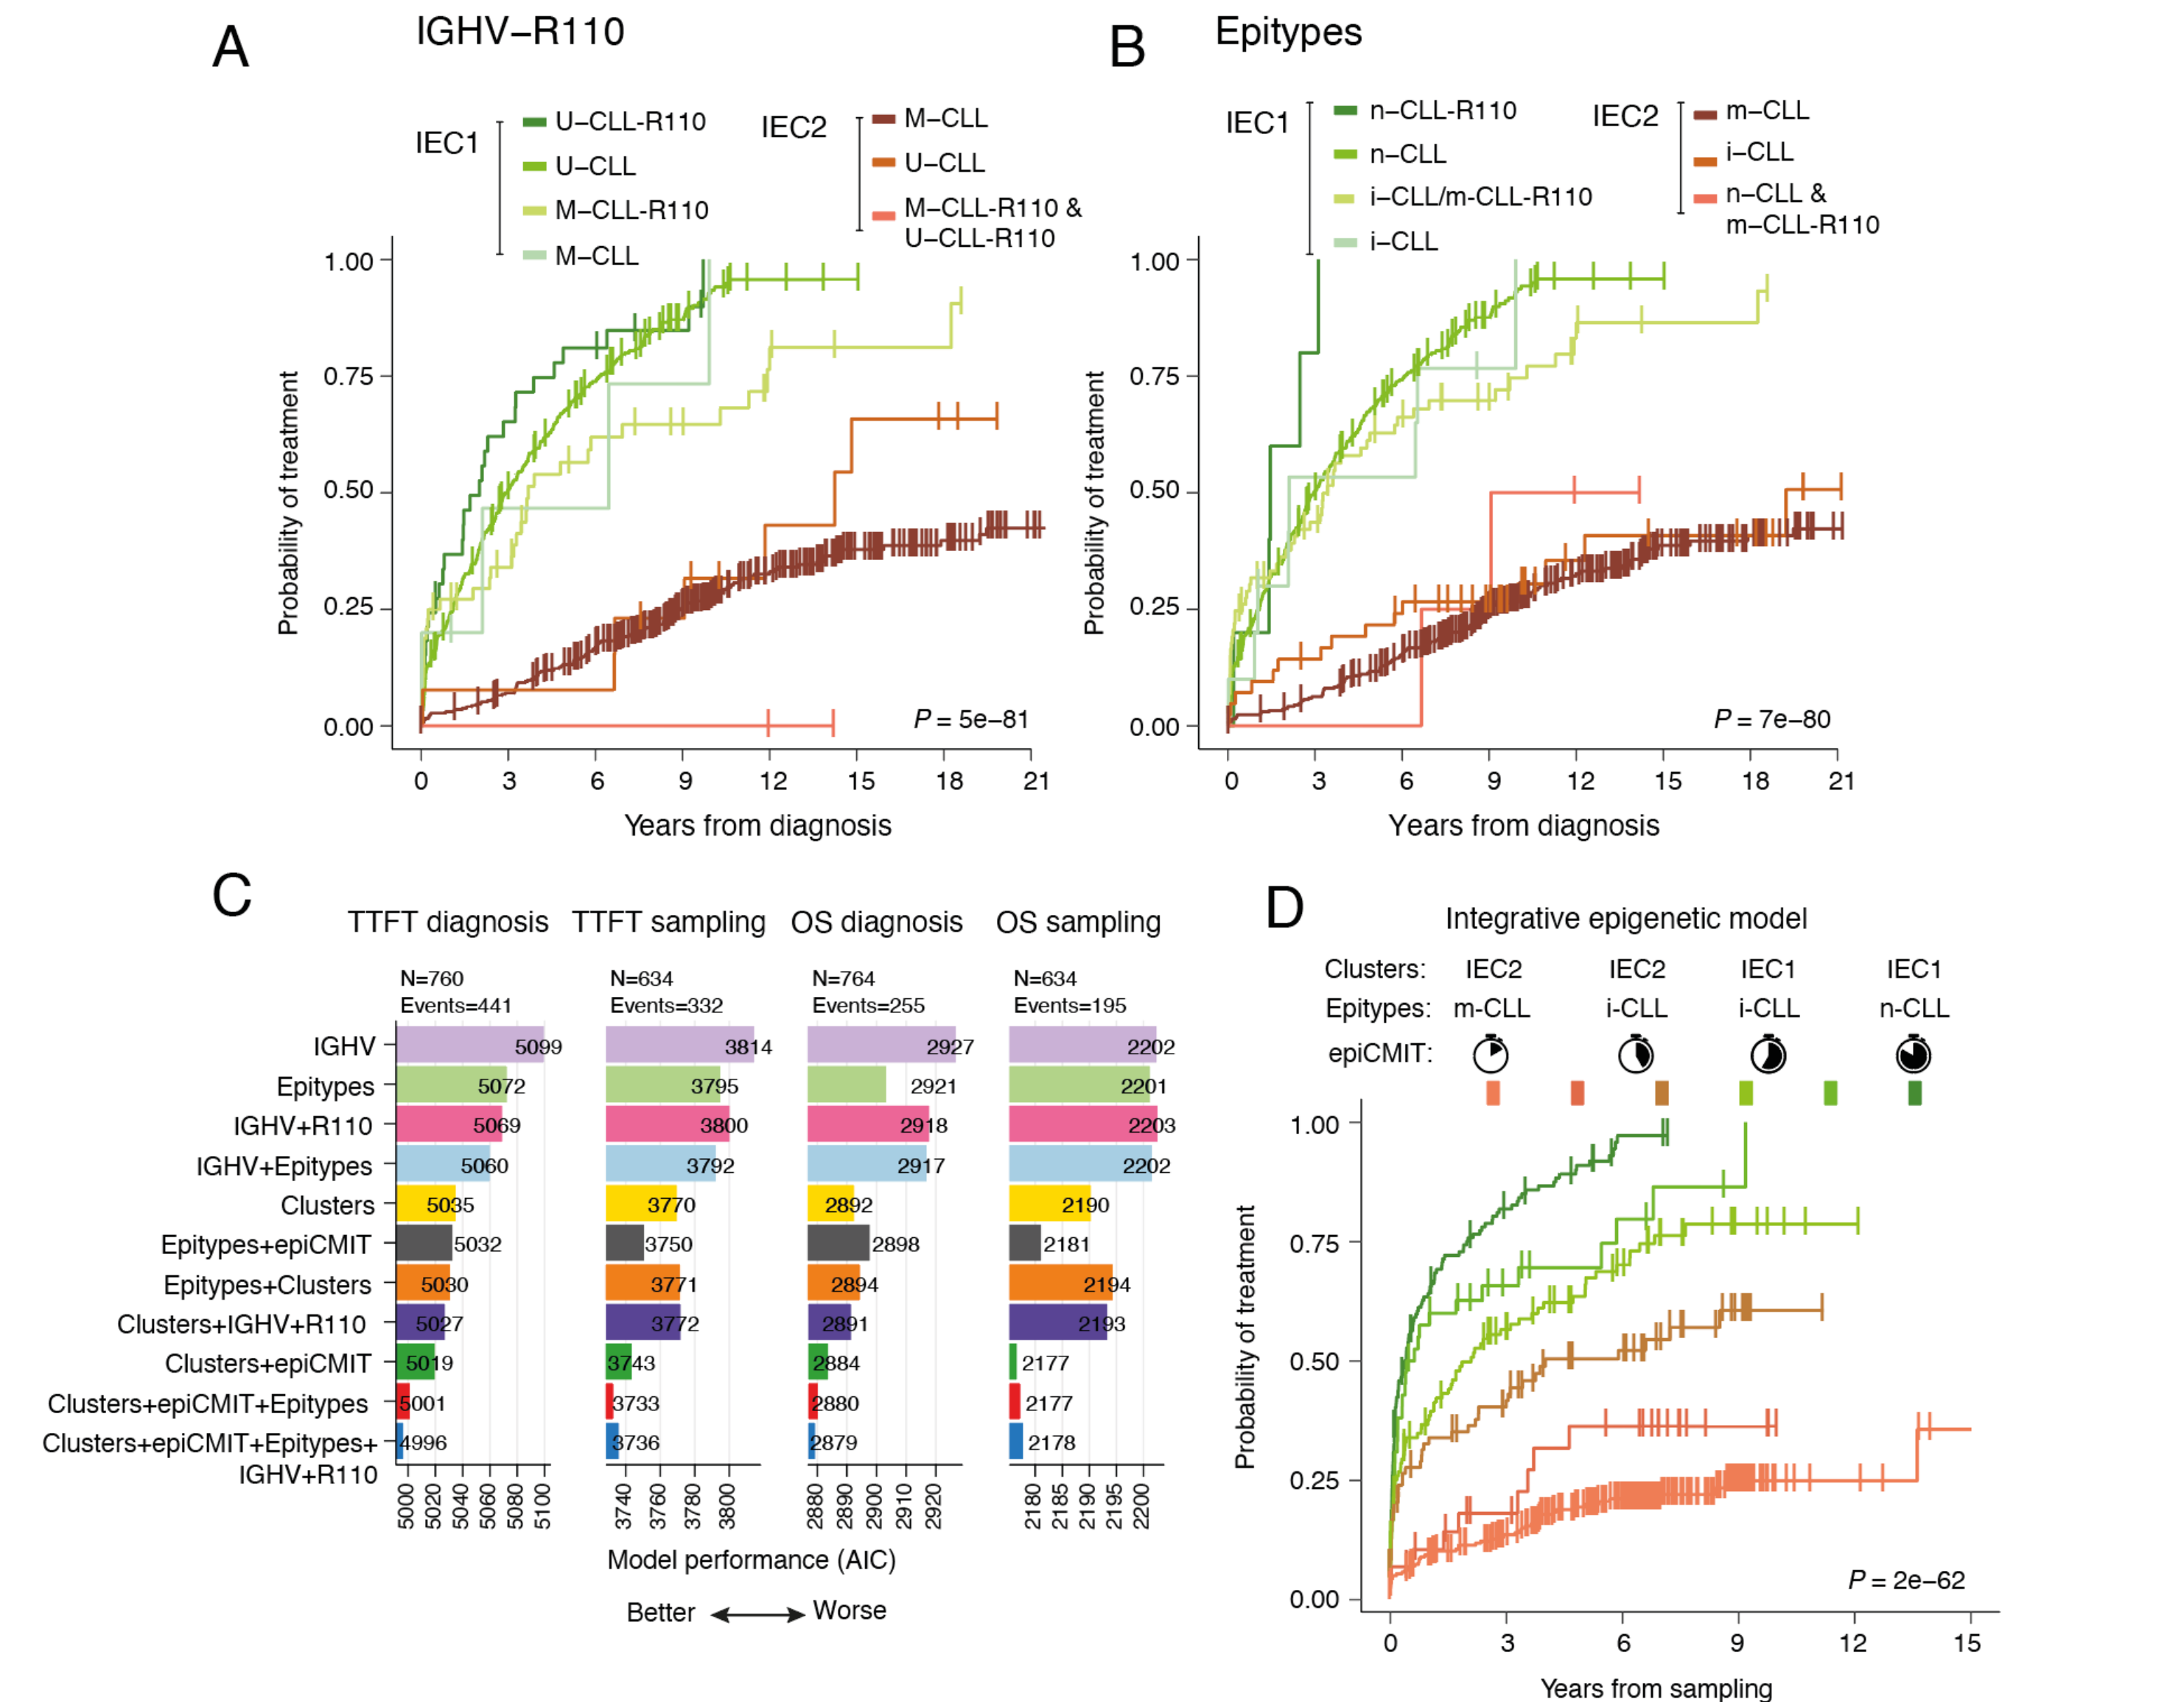 A
IGHV–R110
IEC1
U–CLL-R110
U–CLL
M–CLL-R110
M–CLL
IEC2
M–CLL
U–CLL
M–CLL-R110 &
U–CLL-R110
1.00
0.75
0.50
0.25
0.00
Probability of treatment
P = 5e–81
0 3 6 9 12 15 18 21
Years from diagnosis
B
Epitypes
IEC1
n–CLL-R110
n–CLL
i–CLL/m-CLL-R110
i–CLL
IEC2
m–CLL
i–CLL
n–CLL &
m–CLL-R110
1.00
0.75
0.50
0.25
0.00
Probability of treatment
P = 7e–80
0 3 6 9 12 15 18 21
Years from diagnosis
C
TTFT diagnosis TTFT sampling OS diagnosis OS sampling
N=760 N=634 N=764 N=634
Events=441 Events=332 Events=255 Events=195
IGHV 5099 3814 2927 2202
Epitypes 5072 3795 2921 2201
IGHV+R110 5069 3800 2918 2203
IGHV+Epitypes 5060 3792 2917 2202
Clusters 5035 3770 2892 2190
Epitypes+epiCMIT 5032 3750 2898 2181
Epitypes+Clusters 5030 3771 2894 2194
Clusters+IGHV+R110 5027 3772 2891 2193
Clusters+epiCMIT 5019 3743 2884 2177
Clusters+epiCMIT+Epitypes 5001 3733 2880 2177
Clusters+epiCMIT+Epitypes+ 4996 3736 2879 2178
IGHV+R110
5000 5020 5040 5060 5080 5100 3740 3760 3780 3800 2880 2890 2900 2910 2920 2180 2185 2190 2195 2200
Model performance (AIC)
Better Worse
D
Integrative epigenetic model
Clusters: IEC2 IEC2 IEC1 IEC1
Epitypes: m-CLL i-CLL i-CLL n-CLL
epiCMIT:
1.00
0.75
0.50
0.25
0.00
Probability of treatment
P = 2e–62
0 3 6 9 12 15
Years from sampling